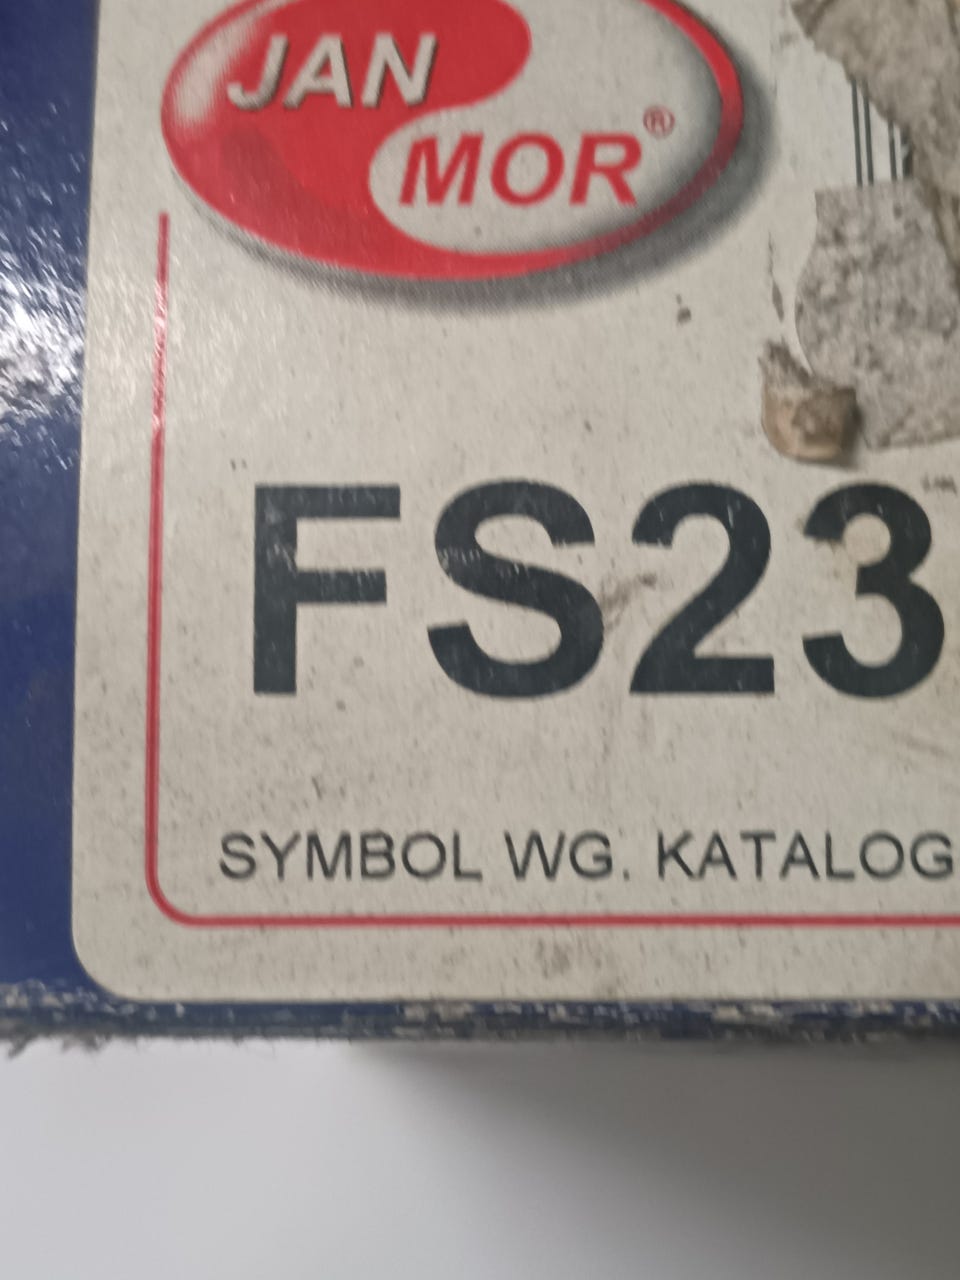 JAN
MOR®
FS23
SYMBOL WG. KATALOG